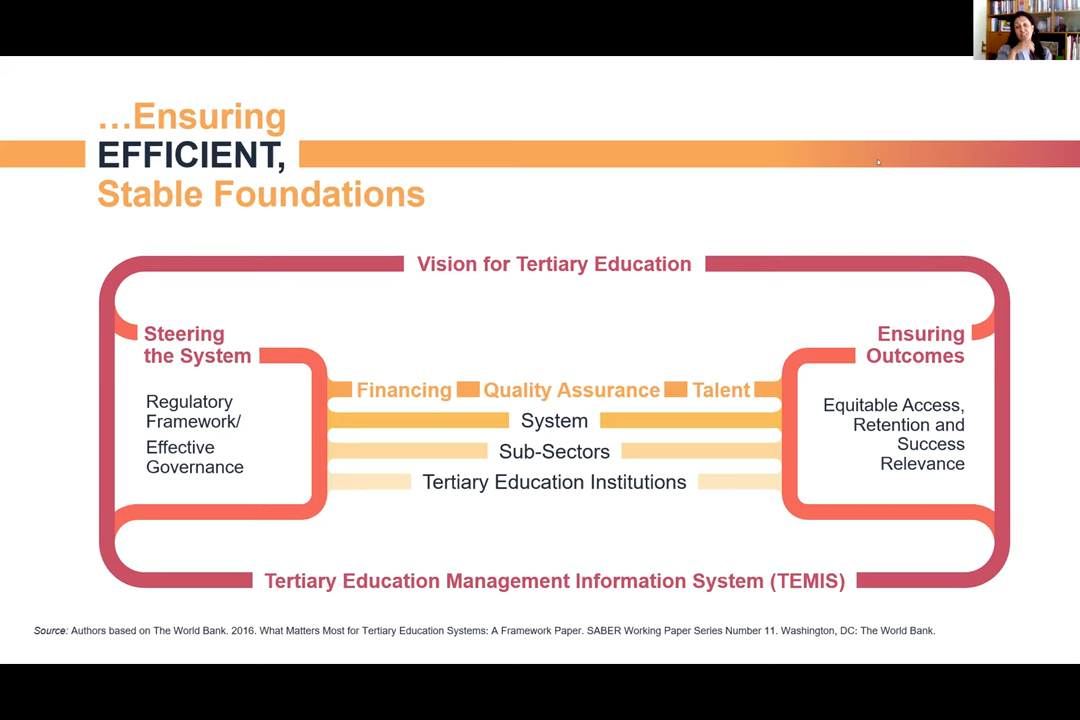 …Ensuring
EFFICIENT,
Stable Foundations
Vision for Tertiary Education
Steering
the System
Regulatory
Framework/
Effective
Governance
Financing Quality Assurance Talent
System
Sub-Sectors
Tertiary Education Institutions
Ensuring
Outcomes
Equitable Access,
Retention and
Success
Relevance
Tertiary Education Management Information System (TEMIS)
Source: Authors based on The World Bank. 2016. What Matters Most for Tertiary Education Systems: A Framework Paper. SABER Working Paper Series Number 11. Washington, DC: The World Bank.